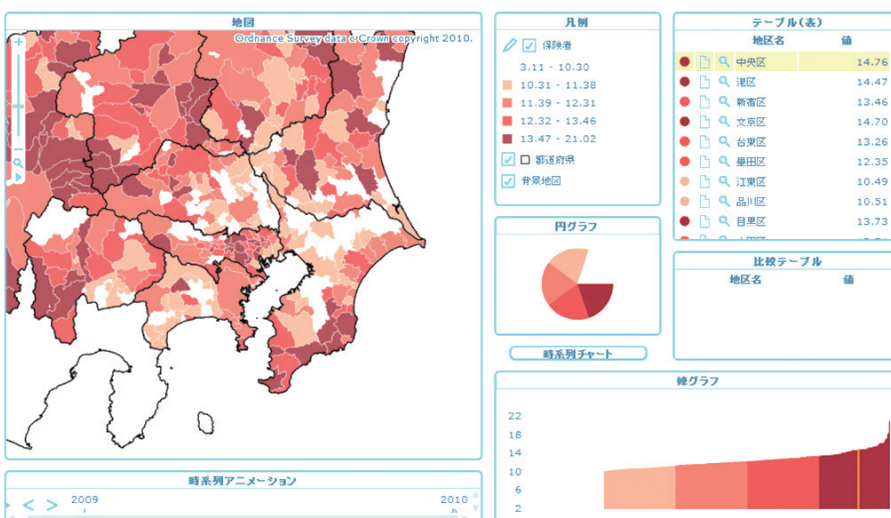 地図
Ordnance Survey data c Crown copyright 2010.
時系列アニメーション
2009
2010
凡例
保険者
3.11 - 10.30
10.31 - 11.38
11.39 - 12.31
12.32 - 13.46
13.47 - 21.02
都道府県
背景地図
円グラフ
時系列チャート
テーブル(表)
地区名 値
中央区 14.76
港区 14.47
新宿区 13.46
文京区 14.70
台東区 13.26
墨田区 12.35
江東区 10.49
品川区 10.51
目黒区 13.73
比較テーブル
地区名 値
棒グラフ
22
18
14
10
6
2